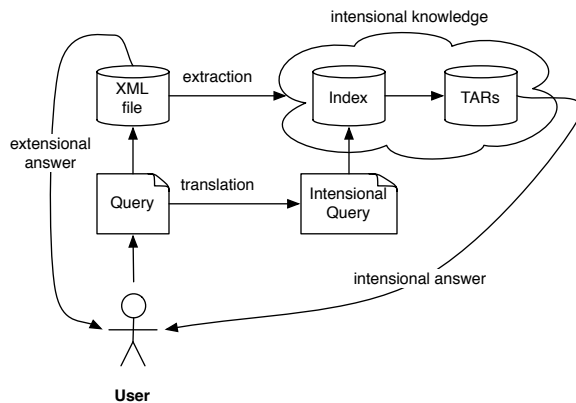 intensional knowledge
XML
file
extraction
Index
TARs
extensional
answer
Query
translation
Intensional
Query
intensional answer
User